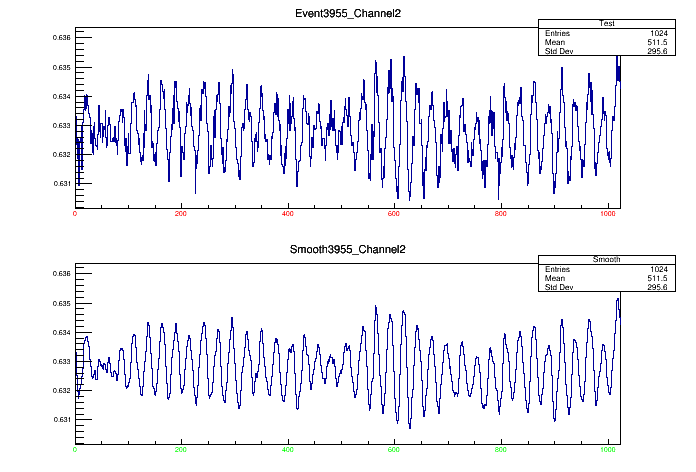 Event3955_Channel2
Test
Entries 1024
Mean 511.5
Std Dev 295.6
0.636
0.635
0.634
0.633
0.632
0.631
0 200 400 600 800 1000
Smooth3955_Channel2
Smooth
Entries 1024
Mean 511.5
Std Dev 295.6
0.636
0.635
0.634
0.633
0.632
0.631
0 200 400 600 800 1000